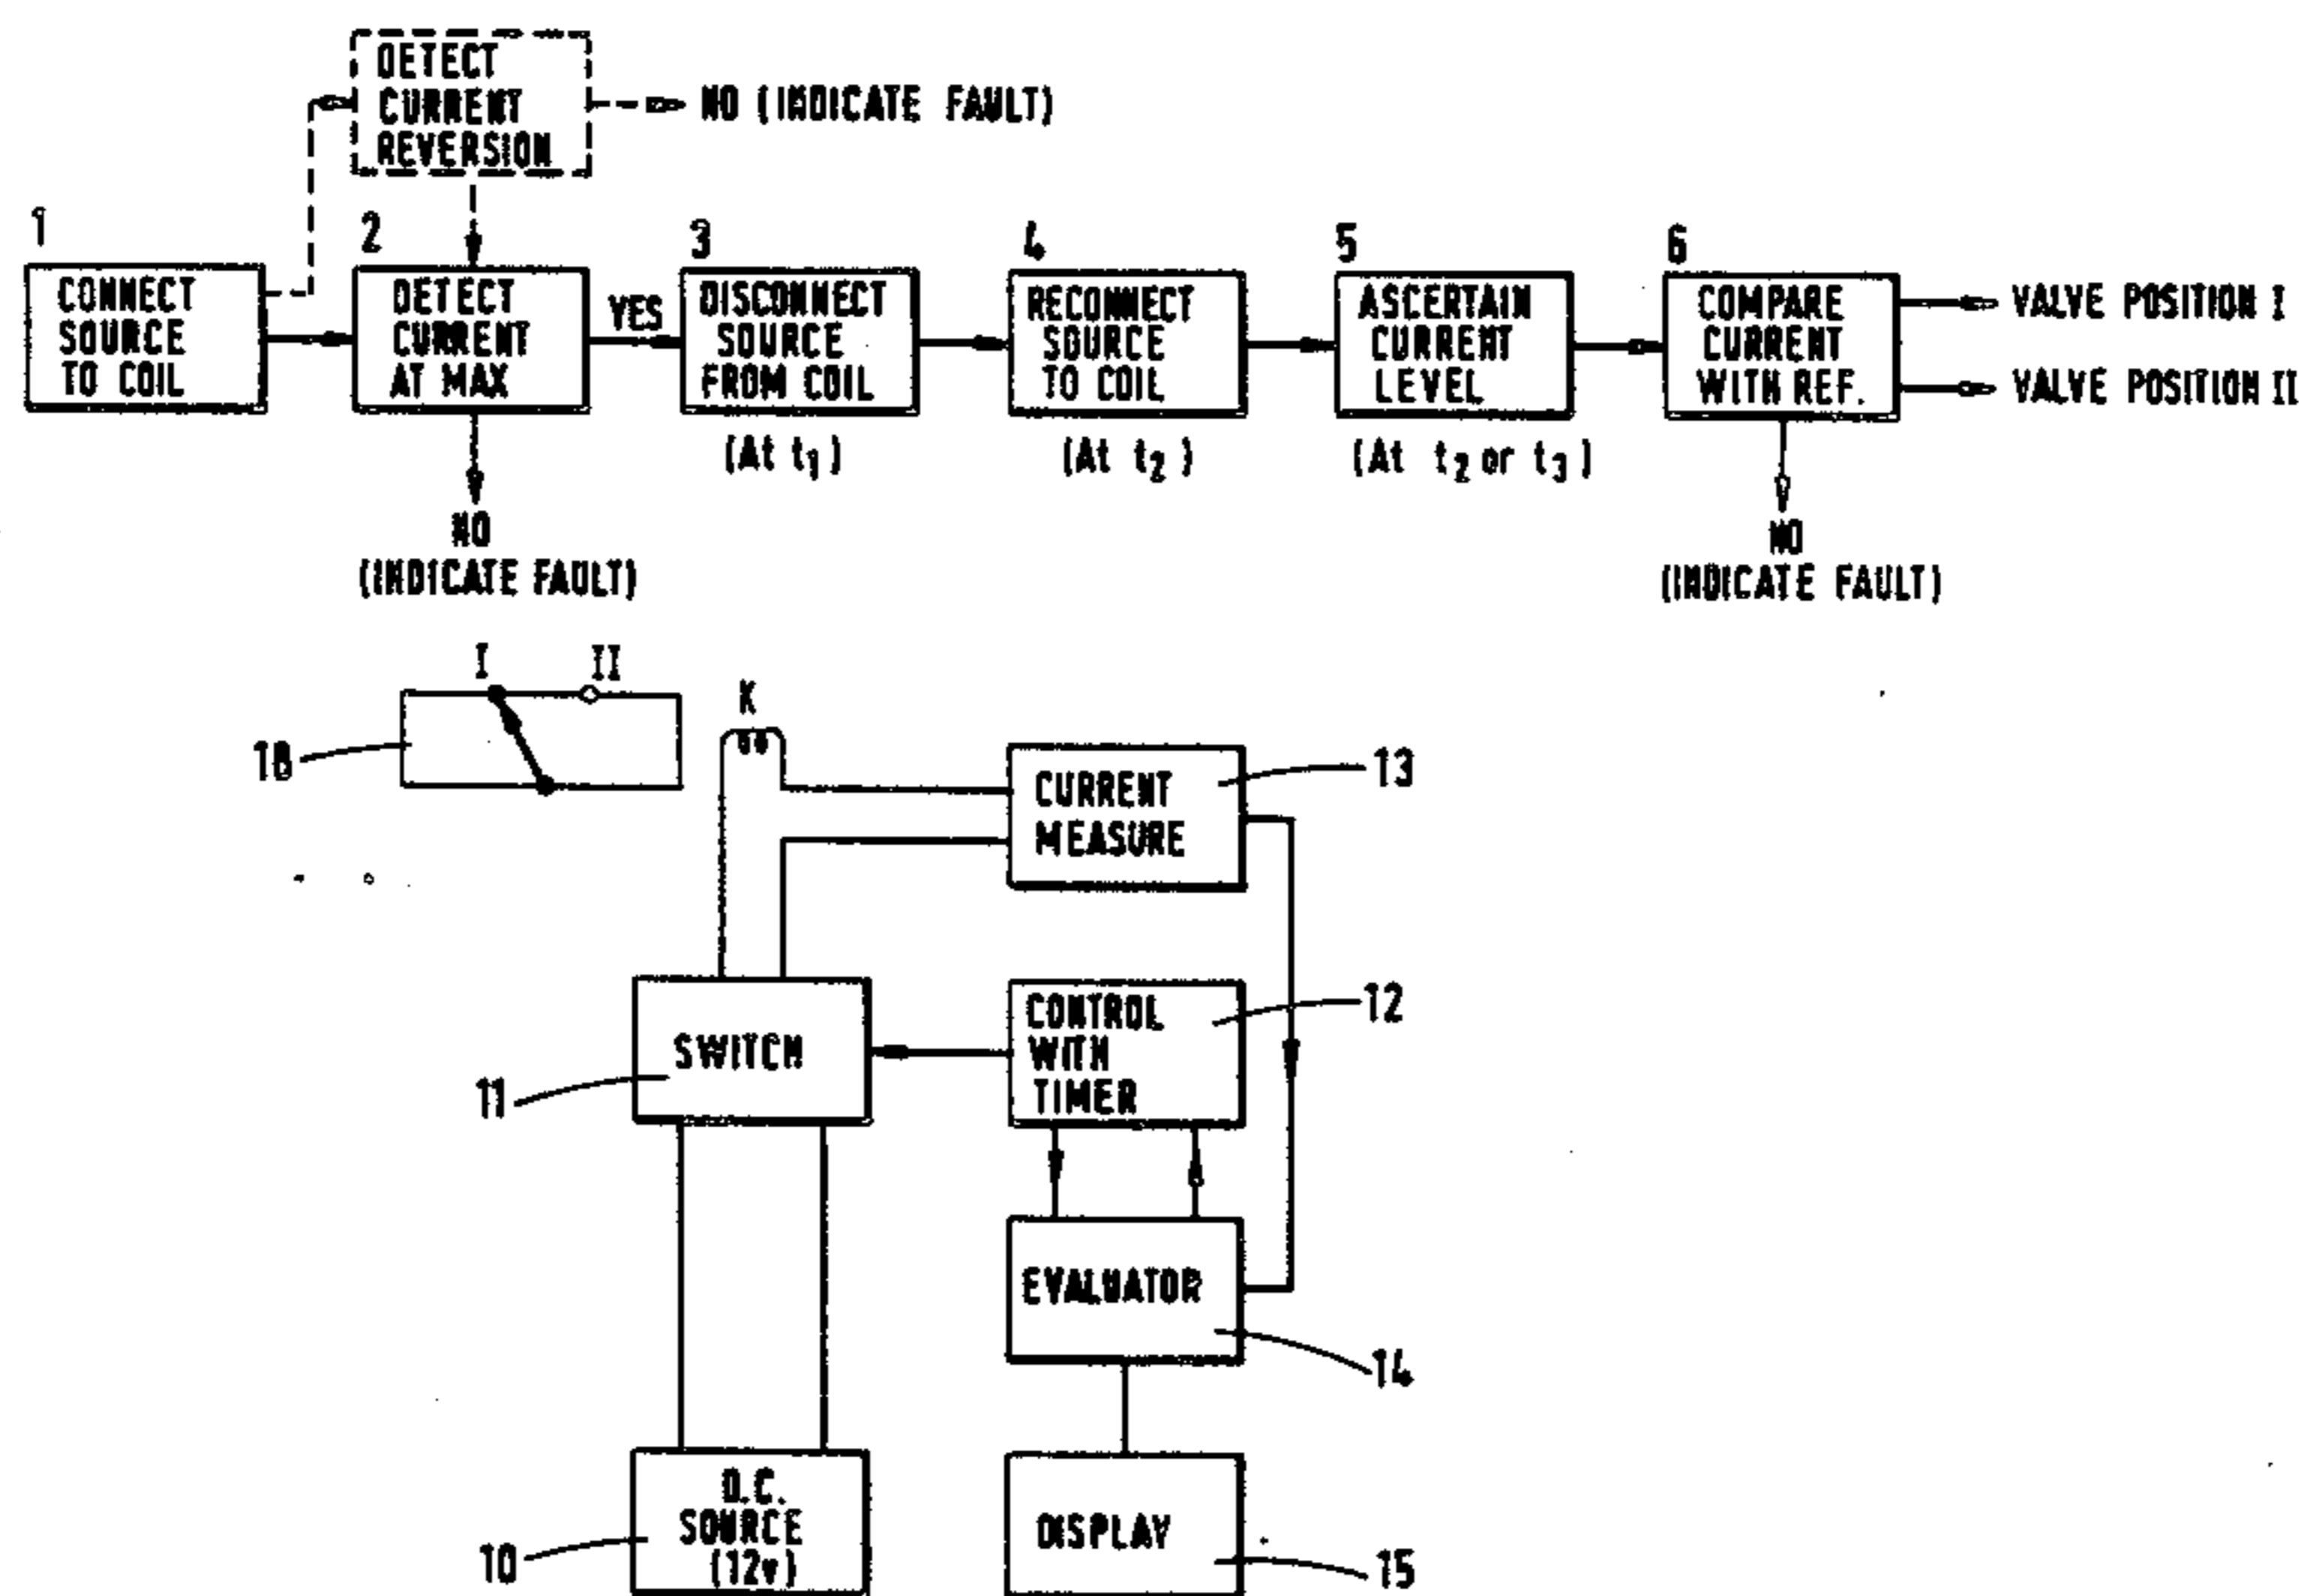 DETECT
CURRENT
REVERSION
NO (INDICATE FAULT)
1
2
3
4
5
6
CONNECT
SOURCE
TO COIL
DETECT
CURRENT
AT MAX
YES
DISCONNECT
SOURCE
FROM COIL
RECONNECT
SOURCE
TO COIL
ASCERTAIN
CURRENT
LEVEL
COMPARE
CURRENT
WITH REF.
VALVE POSITION I
VALVE POSITION II
(At t₁)
(At t₂)
(At t₂ or t₃)
NO
(INDICATE FAULT)
NO
(INDICATE FAULT)
I
II
K
18
CURRENT
MEASURE
13
SWITCH
11
CONTROL
WITH
TIMER
12
EVALUATOR
14
D.C.
SOURCE
(12v)
10
DISPLAY
15